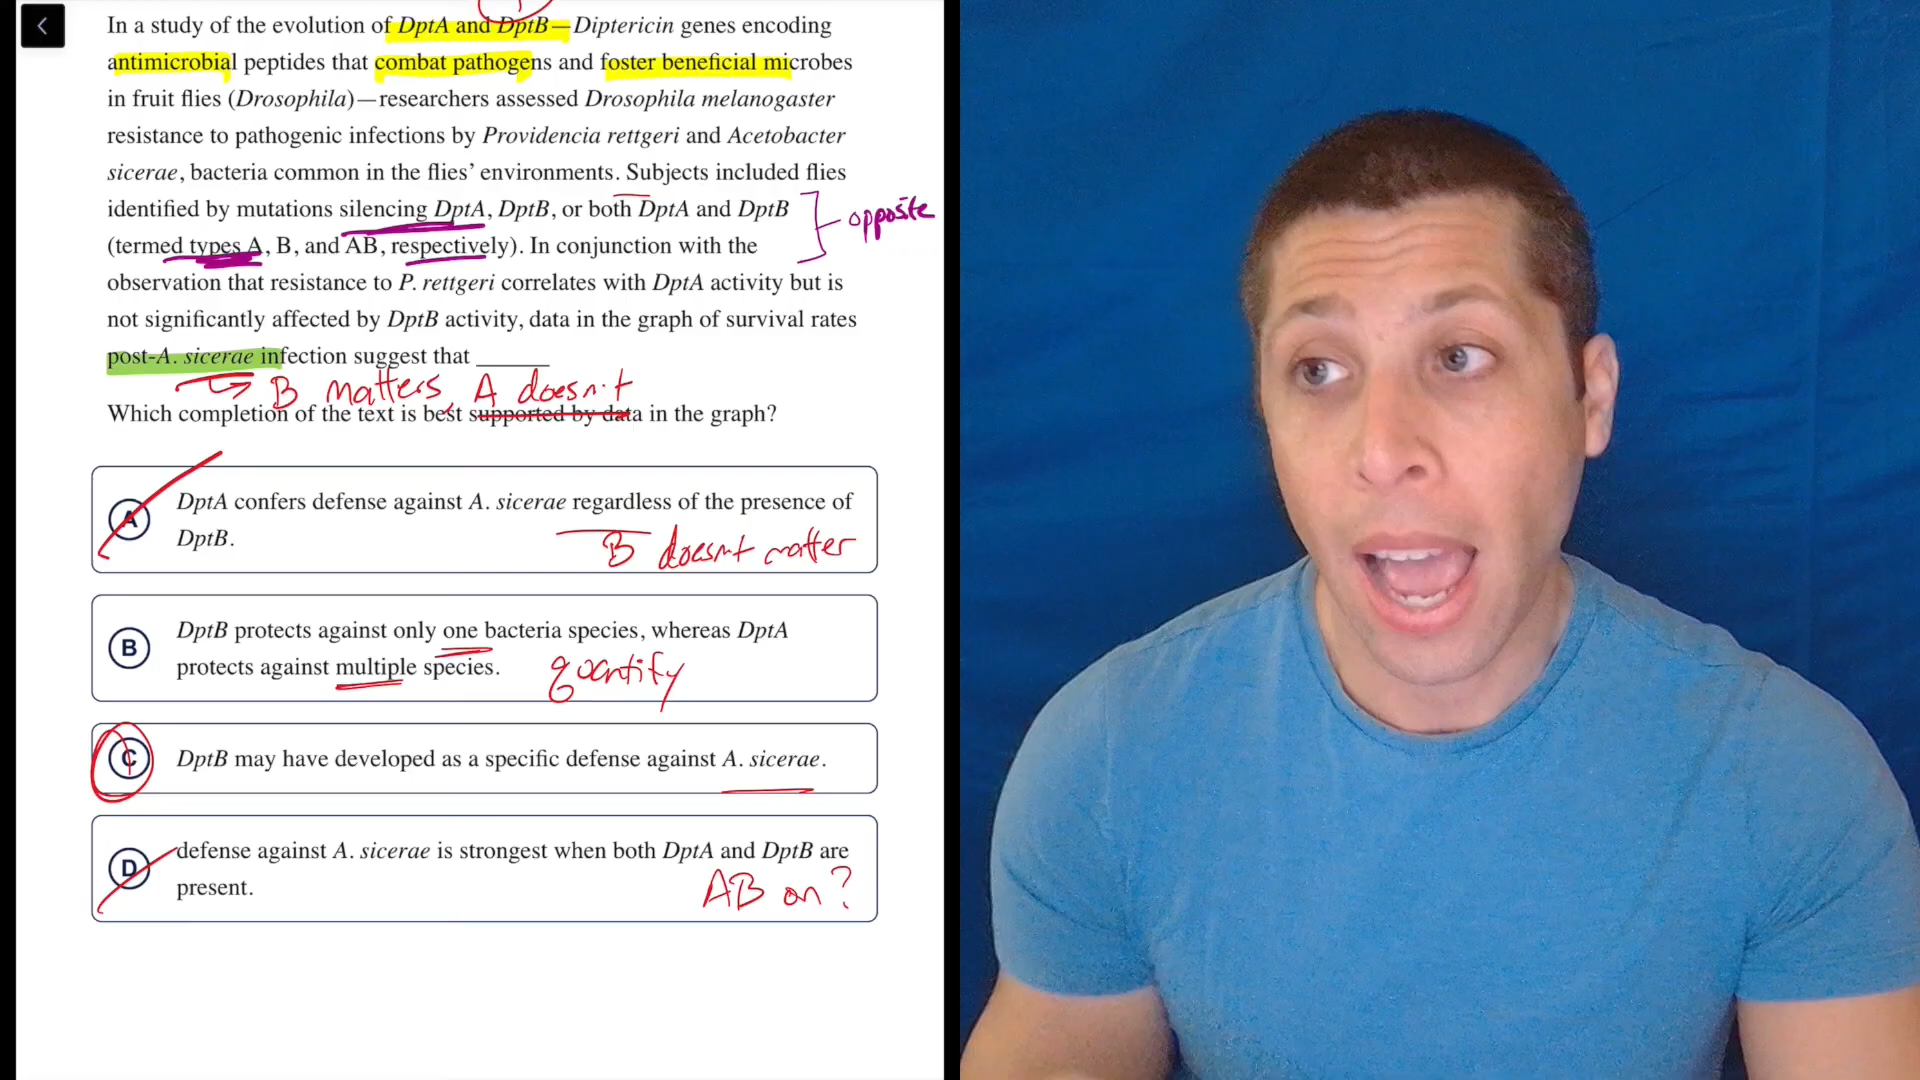 In a study of the evolution of DptA and DptB—Diptericin genes encoding
antimicrobial peptides that combat pathogens and foster beneficial microbes
in fruit flies (Drosophila)—researchers assessed Drosophila melanogaster
resistance to pathogenic infections by Providencia rettgeri and Acetobacter
sicerae, bacteria common in the flies’ environments. Subjects included flies
identified by mutations silencing DptA, DptB, or both DptA and DptB
(termed types A, B, and AB, respectively). In conjunction with the
opposite
observation that resistance to P. rettgeri correlates with DptA activity but is
not significantly affected by DptB activity, data in the graph of survival rates
post-A. sicerae infection suggest that ______
B matters, A doesn't
Which completion of the text is best supported by data in the graph?
A DptA confers defense against A. sicerae regardless of the presence of
DptB.
B doesn't matter
B DptB protects against only one bacteria species, whereas DptA
protects against multiple species.
quantify
C DptB may have developed as a specific defense against A. sicerae.
D defense against A. sicerae is strongest when both DptA and DptB are
present.
AB on?